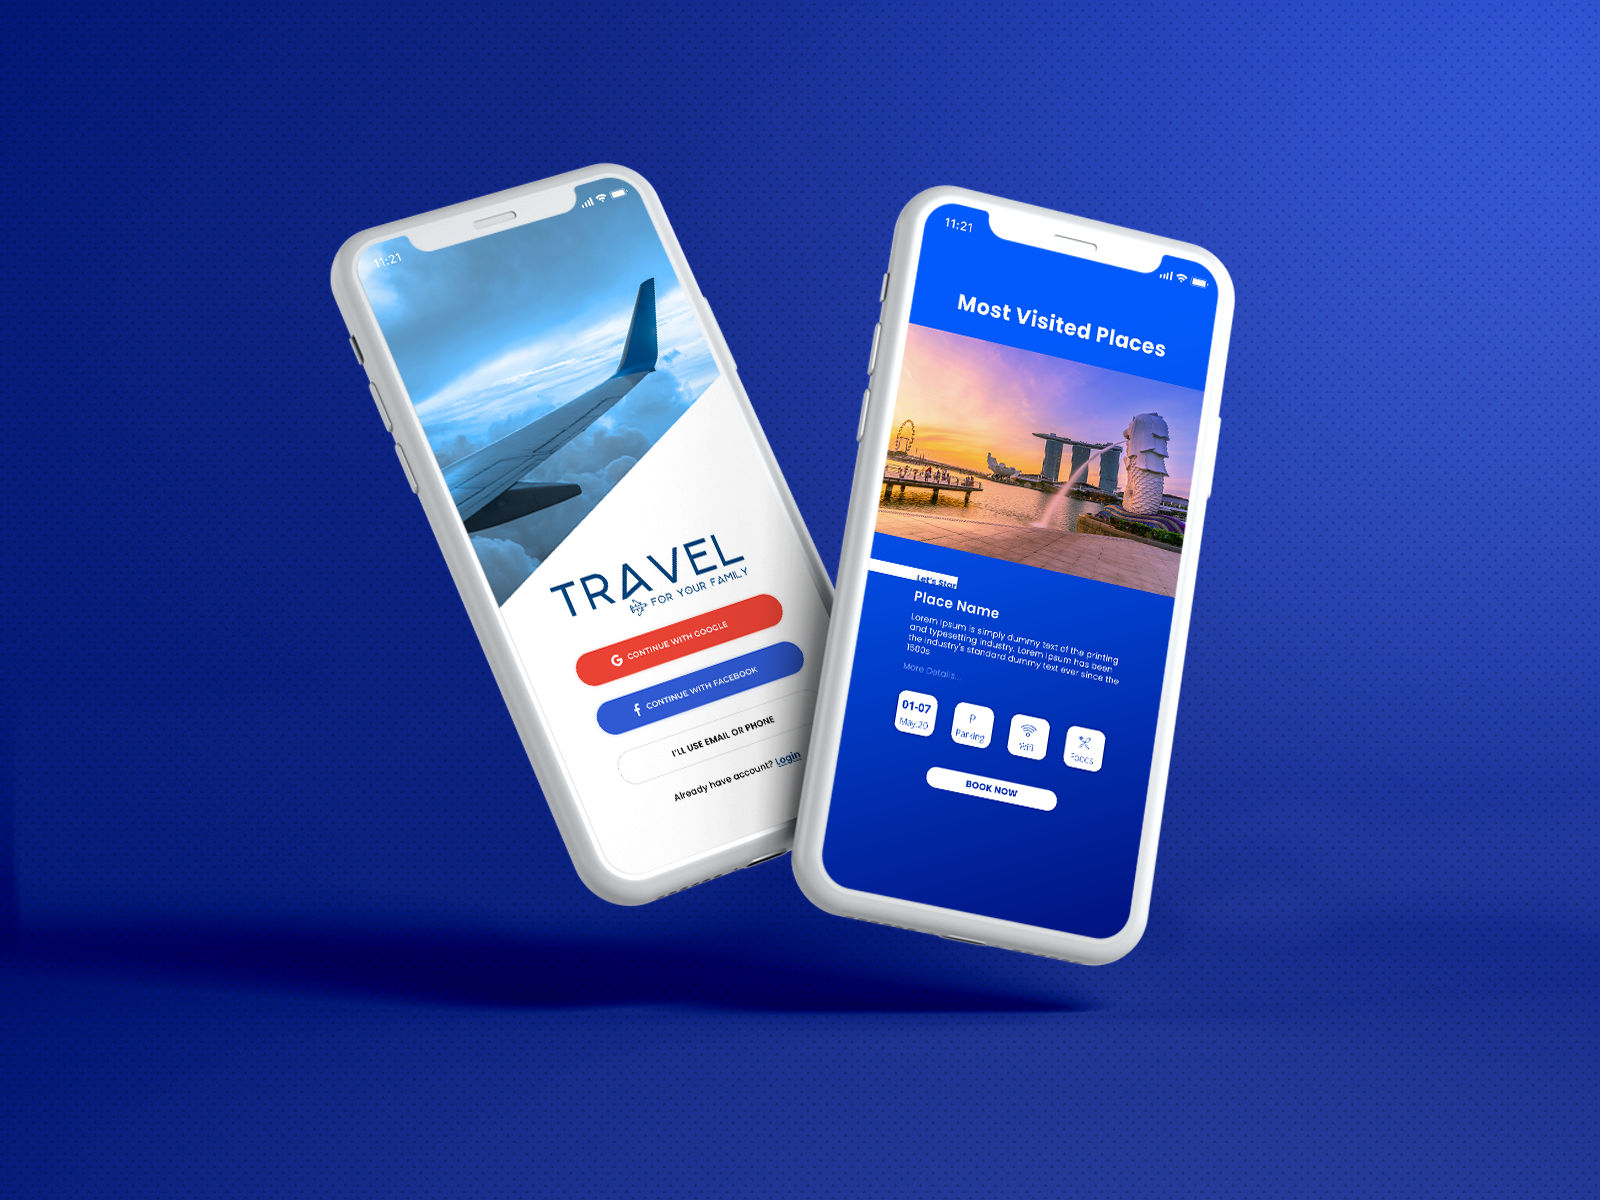 11:21
TRAVEL
FOR YOUR FAMILY
G CONTINUE WITH GOOGLE
f CONTINUE WITH FACEBOOK
I'LL USE EMAIL OR PHONE
Already have account? Login
11:21
Most Visited Places
Let's Star
Place Name
Lorem Ipsum is simply dummy text of the printing
and typesetting industry. Lorem Ipsum has been
the industry's standard dummy text ever since the
1500s
More Details...
01-07
May.20
P
Parking
Wifi
BOOK NOW